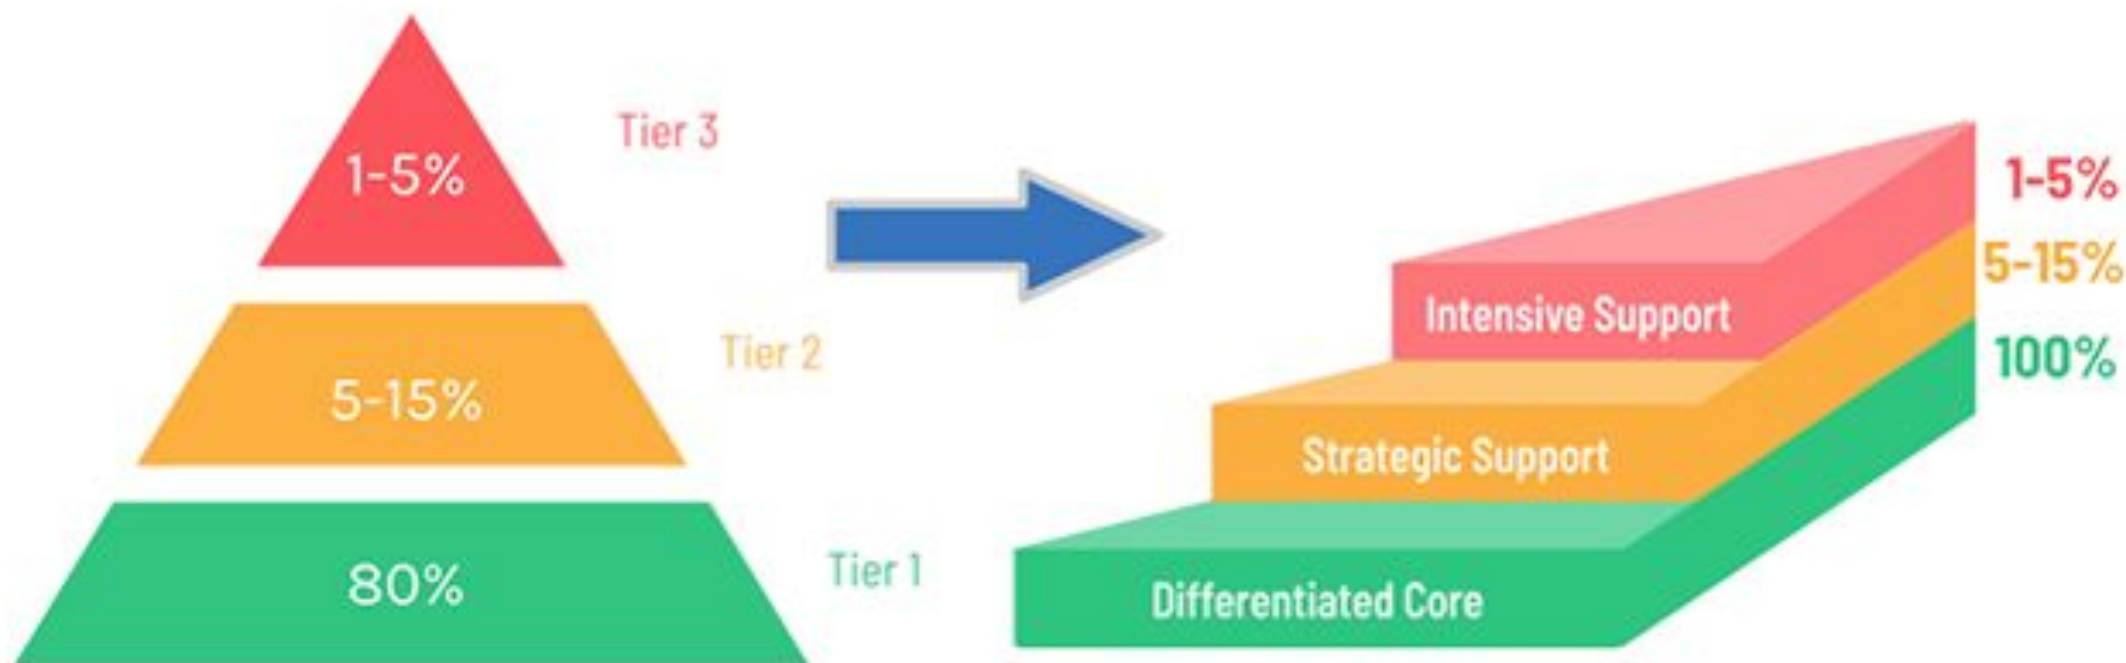 1-5%
Tier 3
5-15%
Tier 2
80%
Tier 1
Intensive Support
1-5%
Strategic Support
5-15%
Differentiated Core
100%